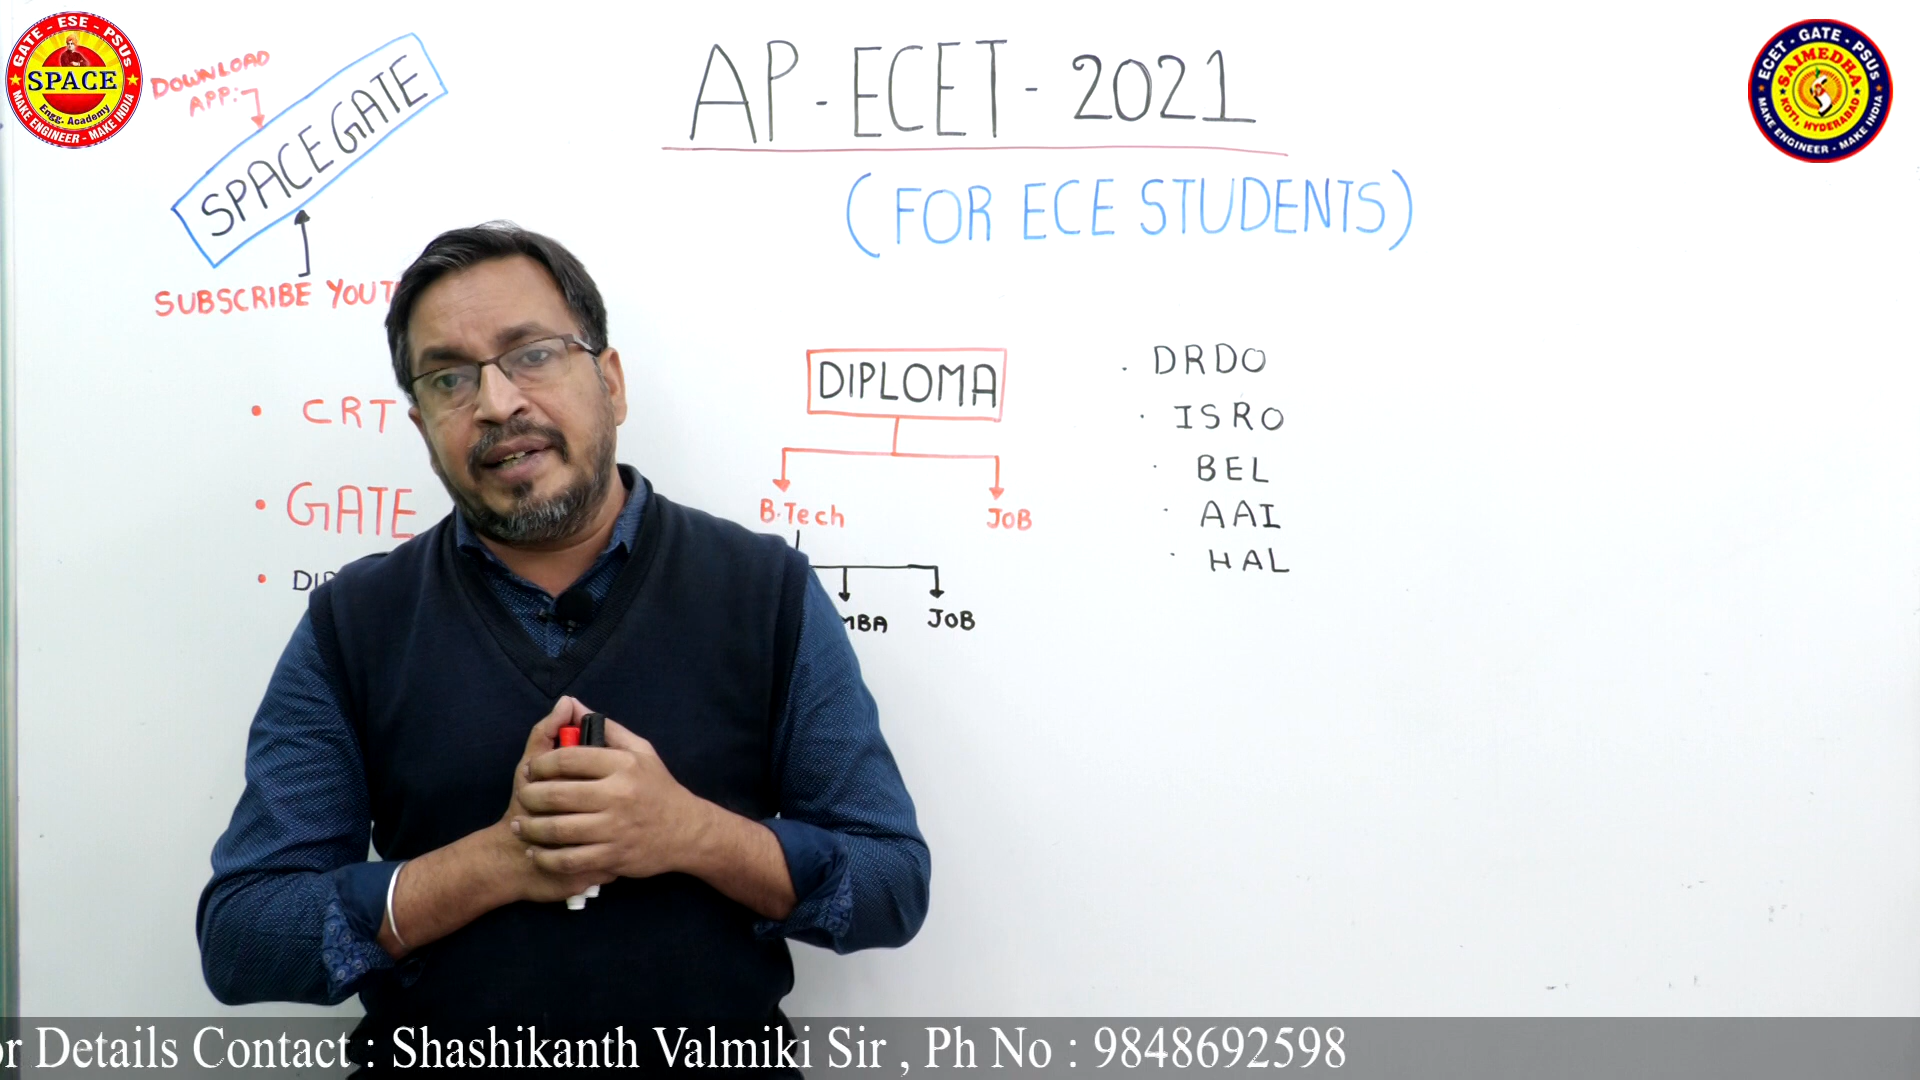 GATE - ESE - PSUs
SPACE
Engg. Academy
MAKE ENGINEER - MAKE INDIA
DOWNLOAD
APP:-
SPACE GATE
SUBSCRIBE
AP - ECET - 2021
(FOR ECE STUDENTS)
ECET - GATE - PSUs
SAIMEDHA
KOTI, HYDERABAD
MAKE ENGINEER - MAKE INDIA
• CRT
• GATE
DIPLOMA
B.Tech
JOB
MBA
JOB
. DRDO
. ISRO
. BEL
. AAI
. HAL
Details Contact : Shashikanth Valmiki Sir , Ph No : 9848692598